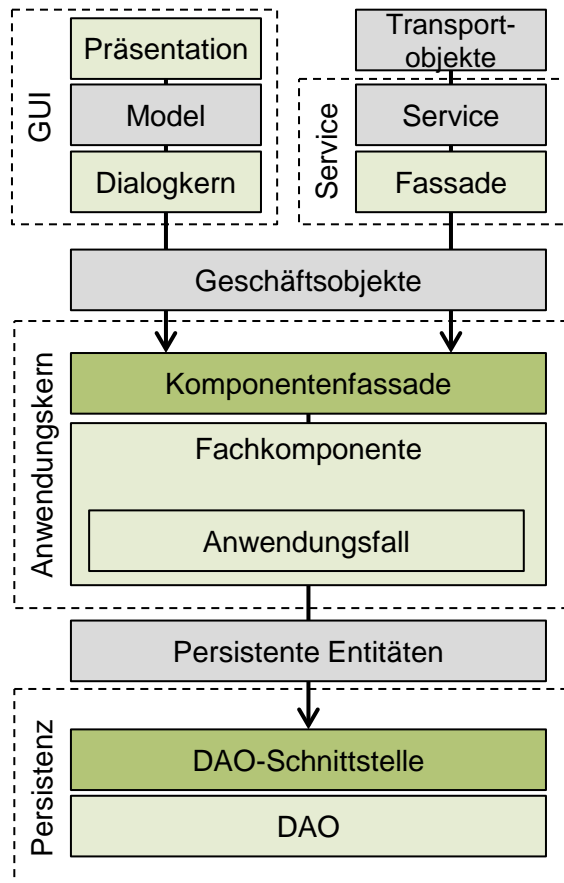 GUI
Präsentation
Model
Dialogkern
Transport-
objekte
Service
Service
Fassade
Geschäftsobjekte
Anwendungskern
Komponentenfassade
Fachkomponente
Anwendungsfall
Persistente Entitäten
Persistenz
DAO-Schnittstelle
DAO